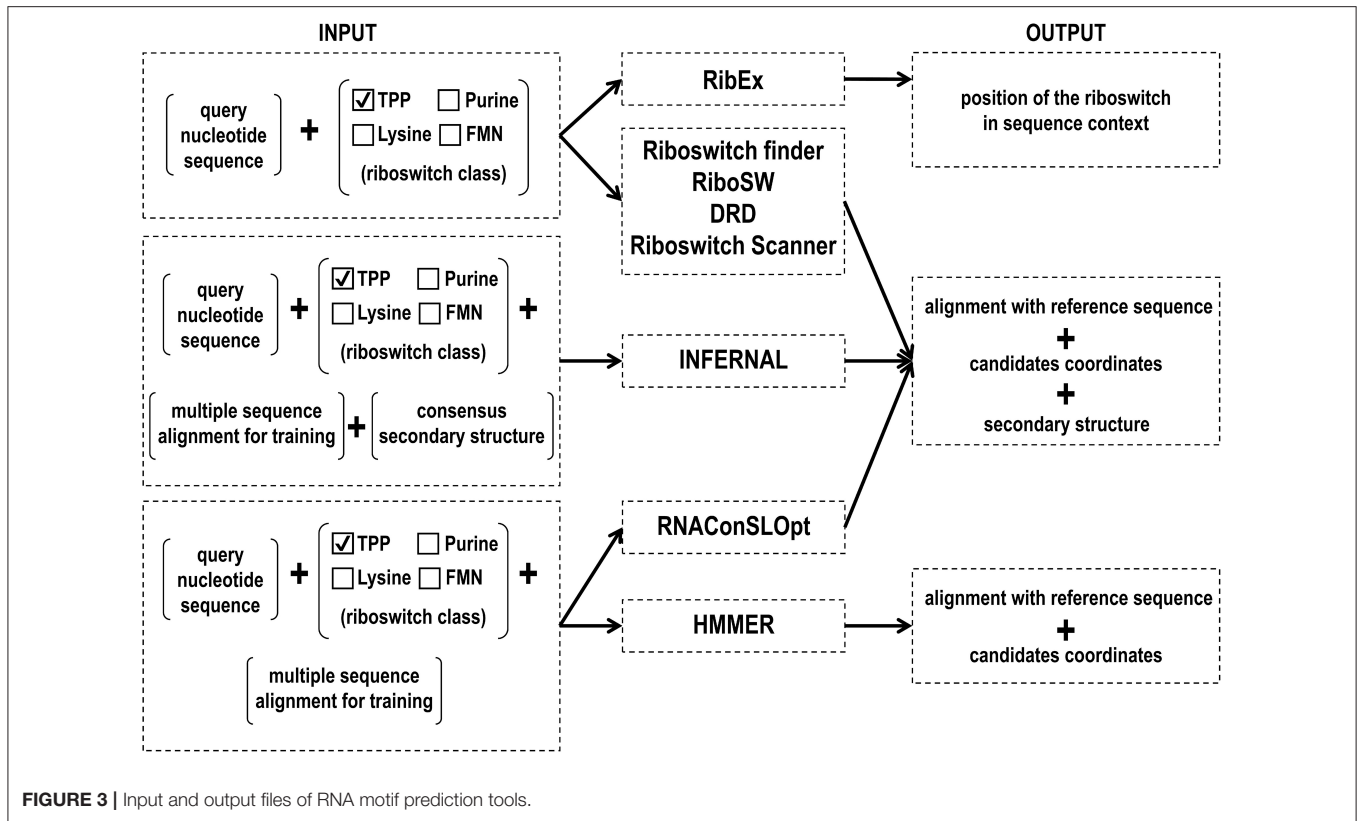 INPUT
OUTPUT
query
nucleotide
sequence
+
TPP
Purine
Lysine
FMN
(riboswitch class)
RibEx
position of the riboswitch
in sequence context
Riboswitch finder
RiboSW
DRD
Riboswitch Scanner
query
nucleotide
sequence
+
TPP
Purine
Lysine
FMN
(riboswitch class)
+
multiple sequence
alignment for training
+
consensus
secondary structure
INFERNAL
alignment with reference sequence
+
candidates coordinates
+
secondary structure
query
nucleotide
sequence
+
TPP
Purine
Lysine
FMN
(riboswitch class)
+
multiple sequence
alignment for training
RNAConSLOpt
HMMER
alignment with reference sequence
+
candidates coordinates
FIGURE 3 | Input and output files of RNA motif prediction tools.